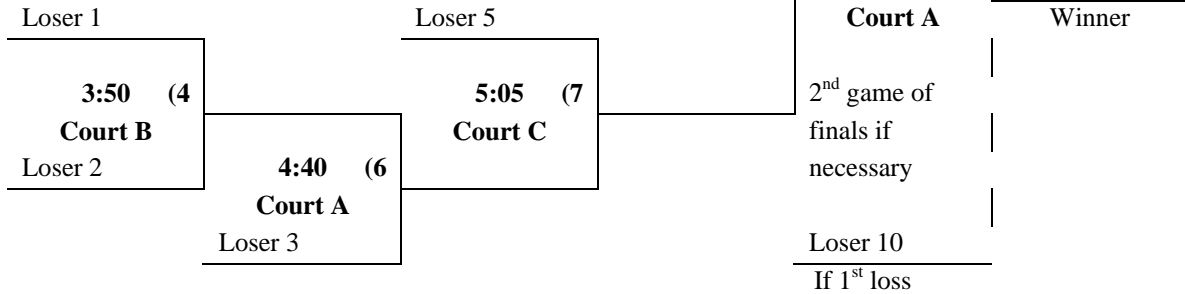 Loser 1
Loser 5
Court A
Winner
3:50 (4
Court B
5:05 (7
Court C
2nd game of
finals if
necessary
Loser 2
4:40 (6
Court A
Loser 3
Loser 10
If 1st loss